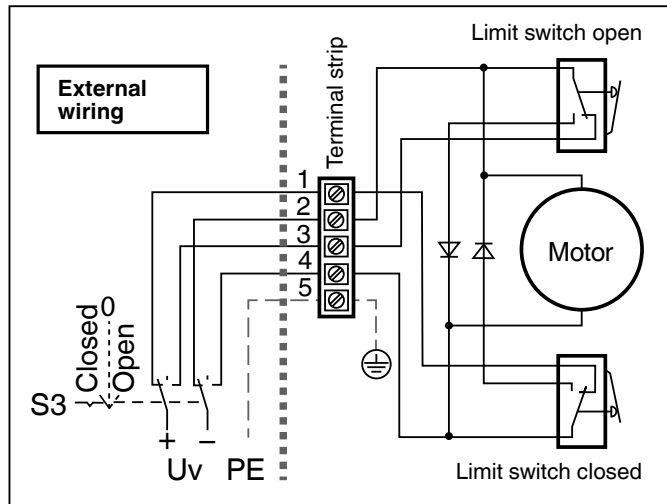 External
wiring
Terminal strip
Limit switch open
1
2
3
4
5
Motor
Closed
0
Open
S3
+
–
Uv
PE
Limit switch closed